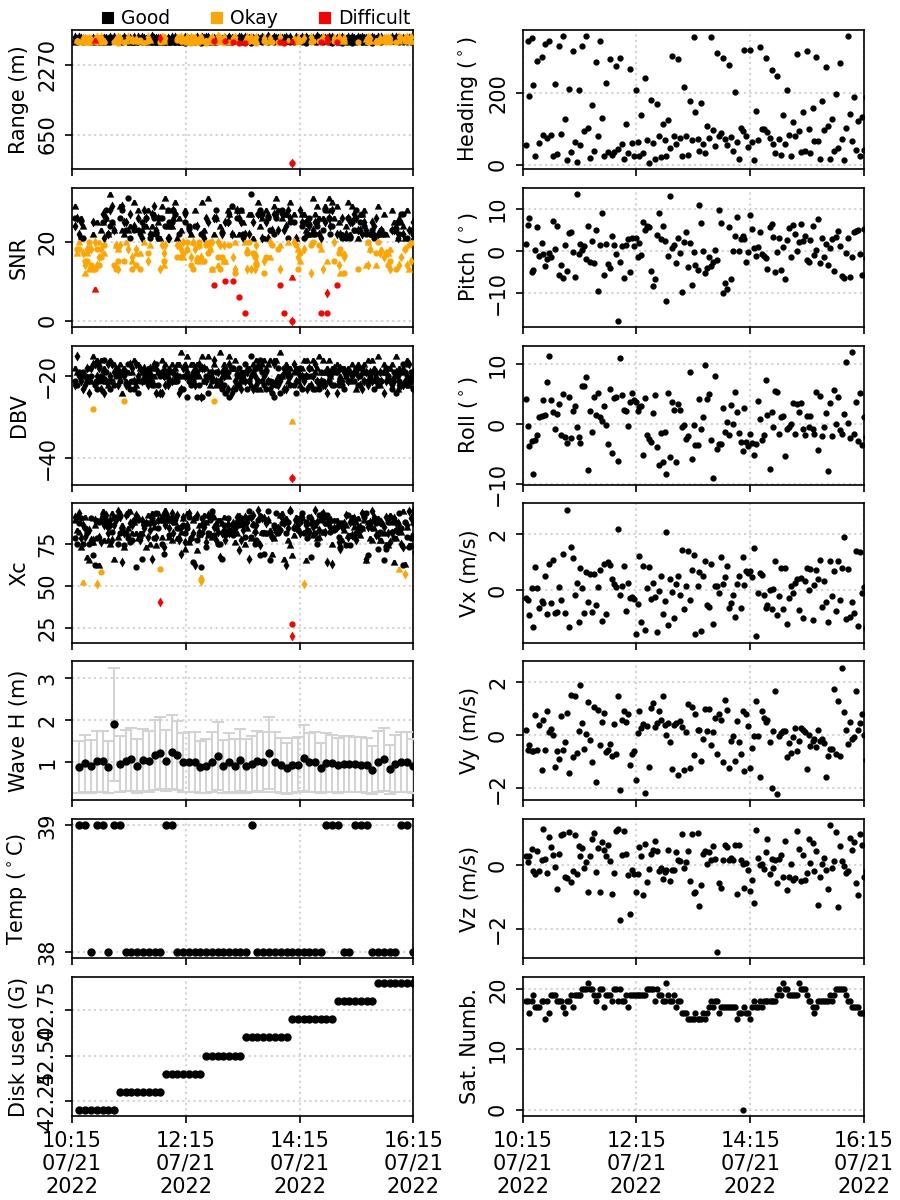 Good Okay Difficult
Range (m)
2270
650
Heading (°)
200
0
SNR
20
0
Pitch (°)
10
0
−10
DBV
−20
−40
Roll (°)
10
0
−10
Xc
75
50
25
Vx (m/s)
2
0
Wave H (m)
3
2
1
Vy (m/s)
2
0
−2
Temp (°C)
39
38
Vz (m/s)
0
−2
Disk used (G)
42.75
42.50
42.25
Sat. Numb.
20
10
0
10:15 12:15 14:15 16:15
07/21 07/21 07/21 07/21
2022 2022 2022 2022
10:15 12:15 14:15 16:15
07/21 07/21 07/21 07/21
2022 2022 2022 2022